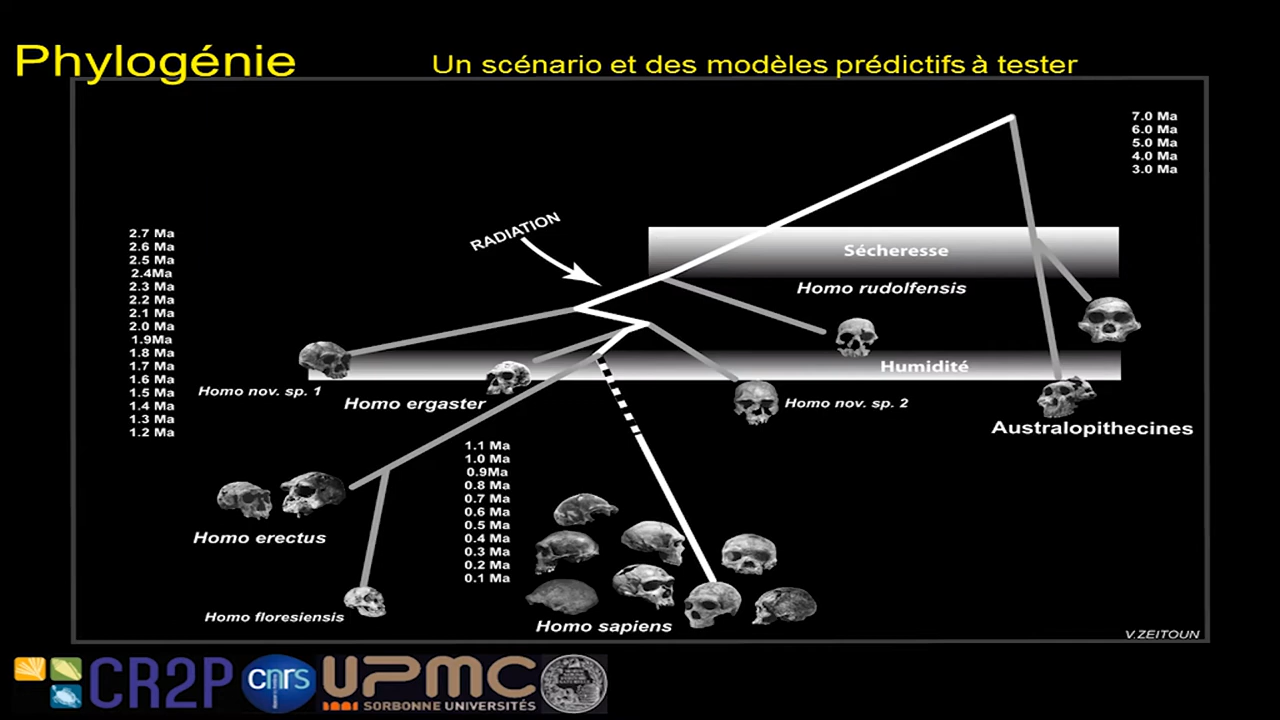 Phylogénie
Un scénario et des modèles prédictifs à tester
7.0 Ma
6.0 Ma
5.0 Ma
4.0 Ma
3.0 Ma
RADIATION
2.7 Ma
2.6 Ma
2.5 Ma
2.4Ma
2.3 Ma
2.2 Ma
2.1 Ma
2.0 Ma
1.9Ma
1.8 Ma
1.7 Ma
1.6 Ma
1.5 Ma
1.4 Ma
1.3 Ma
1.2 Ma
Sécheresse
Homo rudolfensis
Humidité
Homo nov. sp. 1
Homo ergaster
Homo nov. sp. 2
Australopithecines
1.1 Ma
1.0 Ma
0.9Ma
0.8 Ma
0.7 Ma
0.6 Ma
0.5 Ma
0.4 Ma
0.3 Ma
0.2 Ma
0.1 Ma
Homo erectus
Homo floresiensis
Homo sapiens
V.ZEITOUN
CR2P
cnrs
UPMC
SORBONNE UNIVERSITÉS